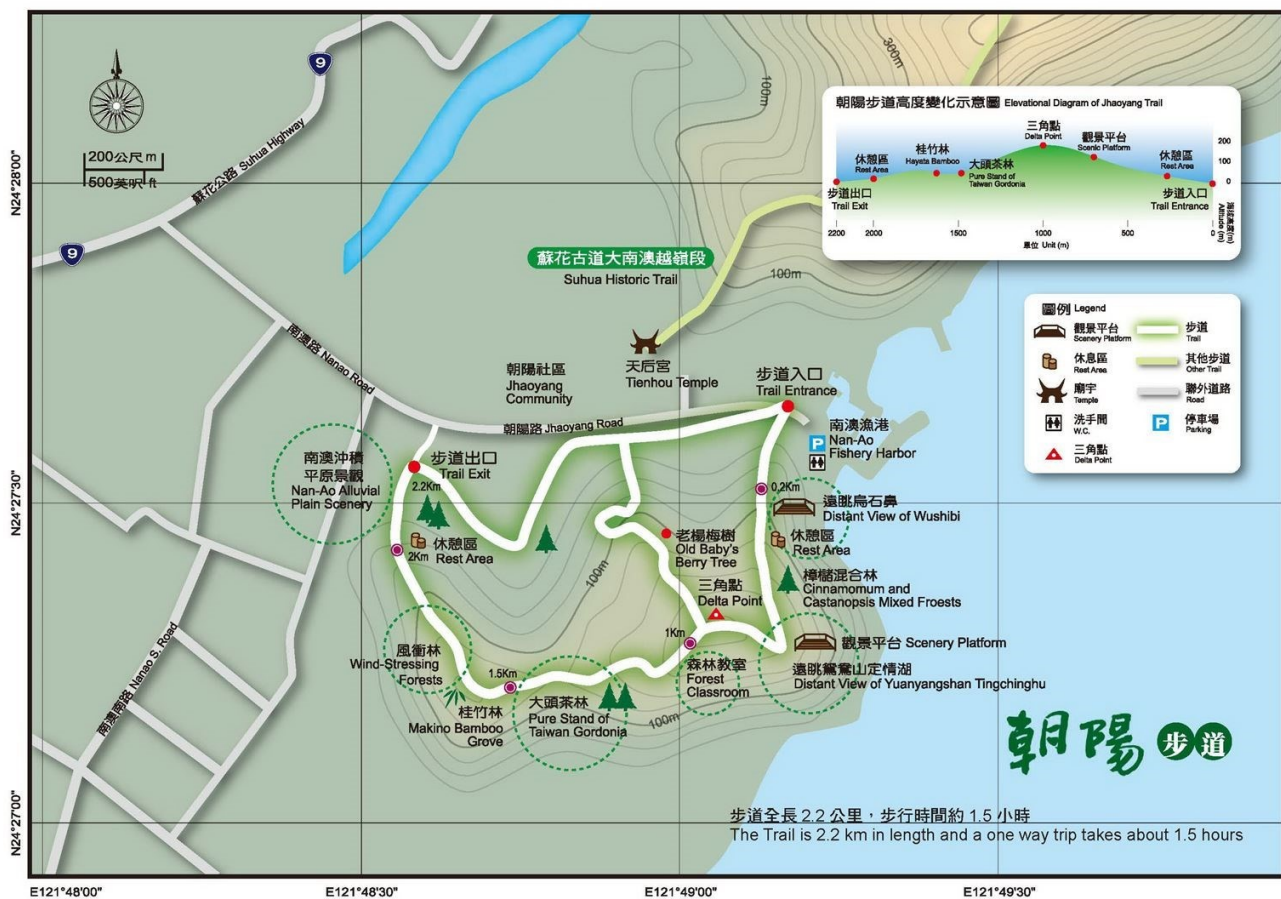 9
9
200公尺 m
500英呎 ft
蘇花公路 Suhua Highway
100m
300m
100m
朝陽步道高度變化示意圖 Elevational Diagram of Jhaoyang Trail
三角點
Delta Point
觀景平台
Scenic Platform
桂竹林
Hayata Bamboo
大頭茶林
Pure Stand of
Taiwan Gordonia
休憩區
Rest Area
休憩區
Rest Area
步道出口
Trail Exit
步道入口
Trail Entrance
200
100
0
海拔高度(m)
Altitude (m)
2200 2000 1500 1000 500 0
單位 Unit (m)
蘇花古道大南澳越嶺段
Suhua Historic Trail
圖例 Legend
觀景平台
Scenery Platform
步道
Trail
休息區
Rest Area
其他步道
Other Trail
廟宇
Temple
聯外道路
Road
洗手間
W.C.
P
停車場
Parking
三角點
Delta Point
南澳路 Nanao Road
天后宮
Tienhou Temple
朝陽社區
Jhaoyang
Community
步道入口
Trail Entrance
朝陽路 Jhaoyang Road
P
南澳漁港
Nan-Ao
Fishery Harbor
南澳沖積
平原景觀
Nan-Ao Alluvial
Plain Scenery
步道出口
Trail Exit
2.2Km
0.2Km
遠眺烏石鼻
Distant View of Wushibi
老楊梅樹
Old Baby's
Berry Tree
休憩區
Rest Area
休憩區
Rest Area
2Km
100m
樟櫧混合林
Cinnamomum and
Castanopsis Mixed Froests
三角點
Delta Point
1Km
觀景平台 Scenery Platform
遠眺鴛鴦山定情湖
Distant View of Yuanyangshan Tingchinghu
風衝林
Wind-Stressing
Forests
森林教室
Forest
Classroom
1.5Km
大頭茶林
Pure Stand of
Taiwan Gordonia
桂竹林
Makino Bamboo
Grove
100m
南澳南路 Nanao S. Road
朝陽步道
步道全長 2.2 公里，步行時間約 1.5 小時
The Trail is 2.2 km in length and a one way trip takes about 1.5 hours
N24°28'00"
N24°27'30"
N24°27'00"
E121°48'00"
E121°48'30"
E121°49'00"
E121°49'30"